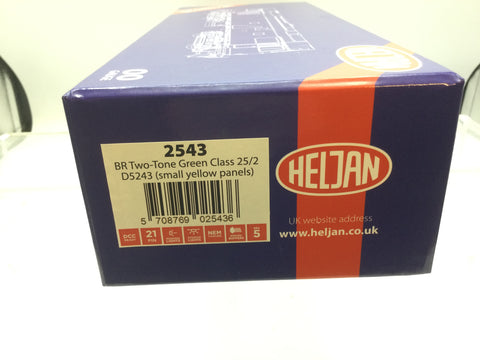 OO
2543
BR Two-Tone Green Class 25/2
D5243 (small yellow panels)
5 708769 025436
DCC
21
PIN
NEM
5
HELJAN
UK website address
www.heljan.co.uk